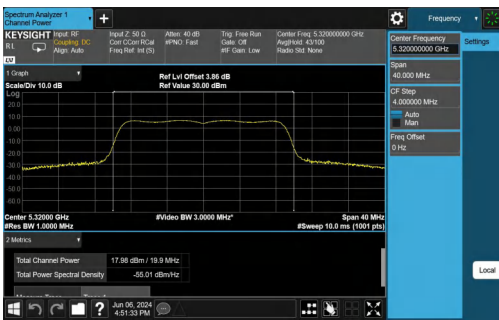 Spectrum Analyzer 1
Channel Power
Frequency
KEYSIGHT
RL
Input: RF
Coupling: DC
Align: Auto
Input Z: 50 Ω
Corr CCorr RCal
Freq Ref: Int (S)
Atten: 40 dB
#PNO: Fast
Trig: Free Run
Gate: Off
#IF Gain: Low
Center Freq: 5.320000000 GHz
Avg|Hold: 43/100
Radio Std: None
Center Frequency
5.320000000 GHz
Settings
Span
40.000 MHz
CF Step
4.000000 MHz
Auto
Man
Freq Offset
0 Hz
1 Graph
Scale/Div 10.0 dB
Ref Lvl Offset 3.86 dB
Ref Value 30.00 dBm
Log
20.0
10.0
0.00
-10.0
-20.0
-30.0
-40.0
-50.0
-60.0
Center 5.32000 GHz
#Res BW 1.0000 MHz
#Video BW 3.0000 MHz*
Span 40 MHz
#Sweep 10.0 ms (1001 pts)
2 Metrics
Total Channel Power
17.98 dBm / 19.9 MHz
Total Power Spectral Density
-55.01 dBm/Hz
Local
?
Jun 06, 2024
4:51:33 PM